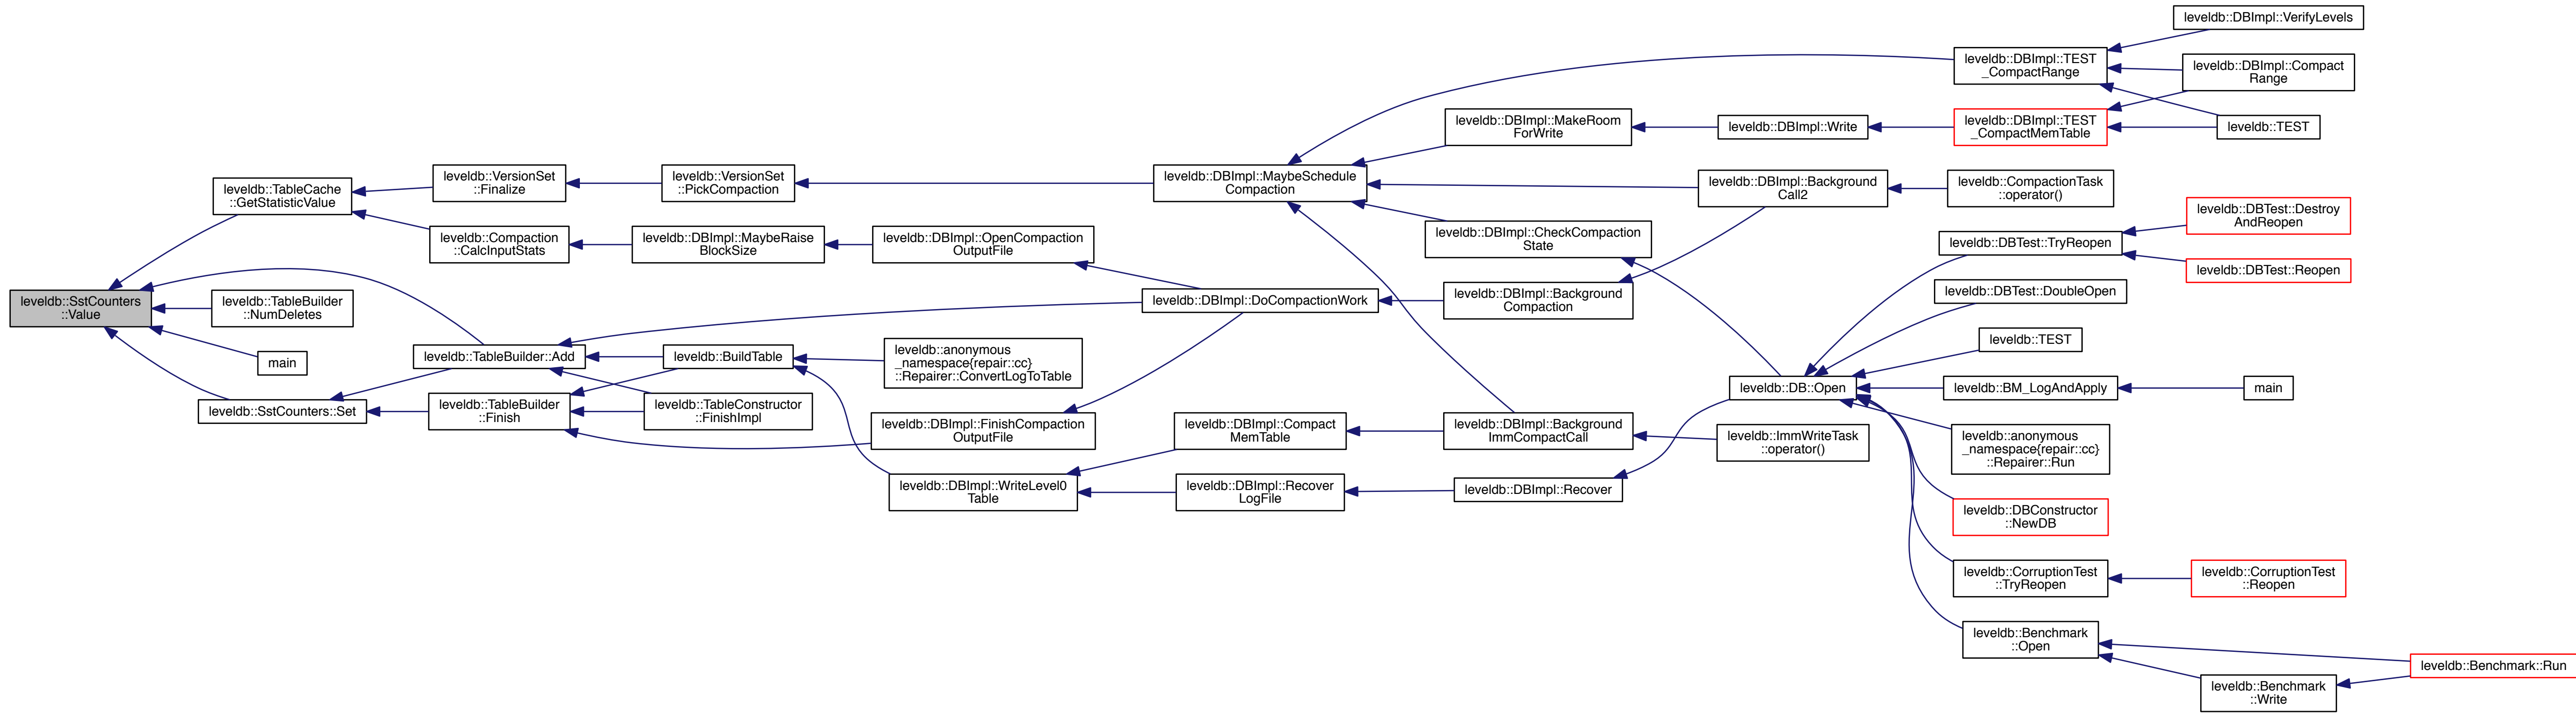 leveldb::SstCounters
::Value
leveldb::TableCache
::GetStatisticValue
leveldb::TableBuilder
::NumDeletes
main
leveldb::SstCounters::Set
leveldb::VersionSet
::Finalize
leveldb::Compaction
::CalcInputStats
leveldb::TableBuilder::Add
leveldb::TableBuilder
::Finish
leveldb::VersionSet
::PickCompaction
leveldb::DBImpl::MaybeRaise
BlockSize
leveldb::BuildTable
leveldb::TableConstructor
::FinishImpl
leveldb::DBImpl::OpenCompaction
OutputFile
leveldb::anonymous
_namespace{repair::cc}
::Repairer::ConvertLogToTable
leveldb::DBImpl::FinishCompaction
OutputFile
leveldb::DBImpl::WriteLevel0
Table
leveldb::DBImpl::MaybeSchedule
Compaction
leveldb::DBImpl::DoCompactionWork
leveldb::DBImpl::Compact
MemTable
leveldb::DBImpl::Recover
LogFile
leveldb::DBImpl::MakeRoom
ForWrite
leveldb::DBImpl::CheckCompaction
State
leveldb::DBImpl::Background
Compaction
leveldb::DBImpl::Background
ImmCompactCall
leveldb::DBImpl::Recover
leveldb::DBImpl::Write
leveldb::DBImpl::Background
Call2
leveldb::DB::Open
leveldb::ImmWriteTask
::operator()
leveldb::DBImpl::TEST
_CompactRange
leveldb::DBImpl::TEST
_CompactMemTable
leveldb::CompactionTask
::operator()
leveldb::DBTest::TryReopen
leveldb::DBTest::DoubleOpen
leveldb::TEST
leveldb::BM_LogAndApply
leveldb::anonymous
_namespace{repair::cc}
::Repairer::Run
leveldb::DBConstructor
::NewDB
leveldb::CorruptionTest
::TryReopen
leveldb::Benchmark
::Open
leveldb::DBImpl::VerifyLevels
leveldb::DBImpl::Compact
Range
leveldb::TEST
leveldb::DBTest::Destroy
AndReopen
leveldb::DBTest::Reopen
main
leveldb::CorruptionTest
::Reopen
leveldb::Benchmark
::Write
leveldb::Benchmark::Run